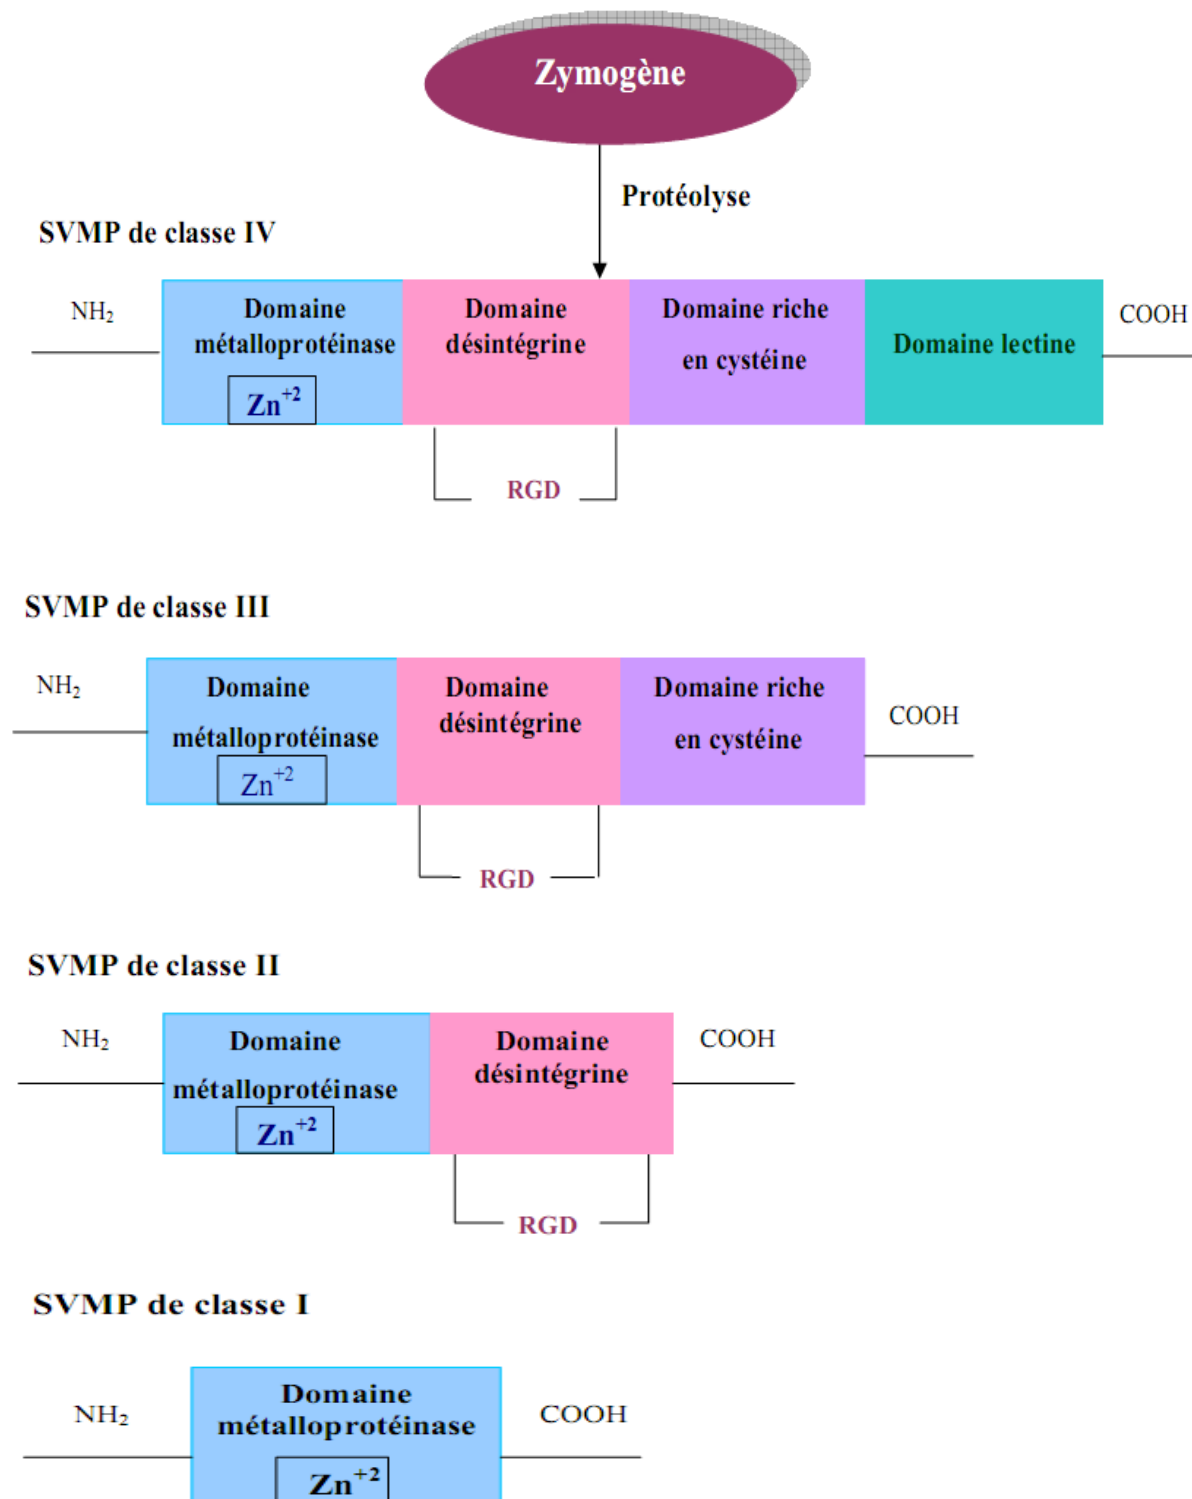 Zymogène
Protéolyse
SVMP de classe IV
NH₂
Domaine
métalloprotéinase
Zn⁺²
Domaine
désintégrine
Domaine riche
en cystéine
Domaine lectine
COOH
RGD
SVMP de classe III
NH₂
Domaine
métalloprotéinase
Zn⁺²
Domaine
désintégrine
Domaine riche
en cystéine
COOH
RGD
SVMP de classe II
NH₂
Domaine
métalloprotéinase
Zn⁺²
Domaine
désintégrine
COOH
RGD
SVMP de classe I
NH₂
Domaine
métalloprotéinase
Zn⁺²
COOH